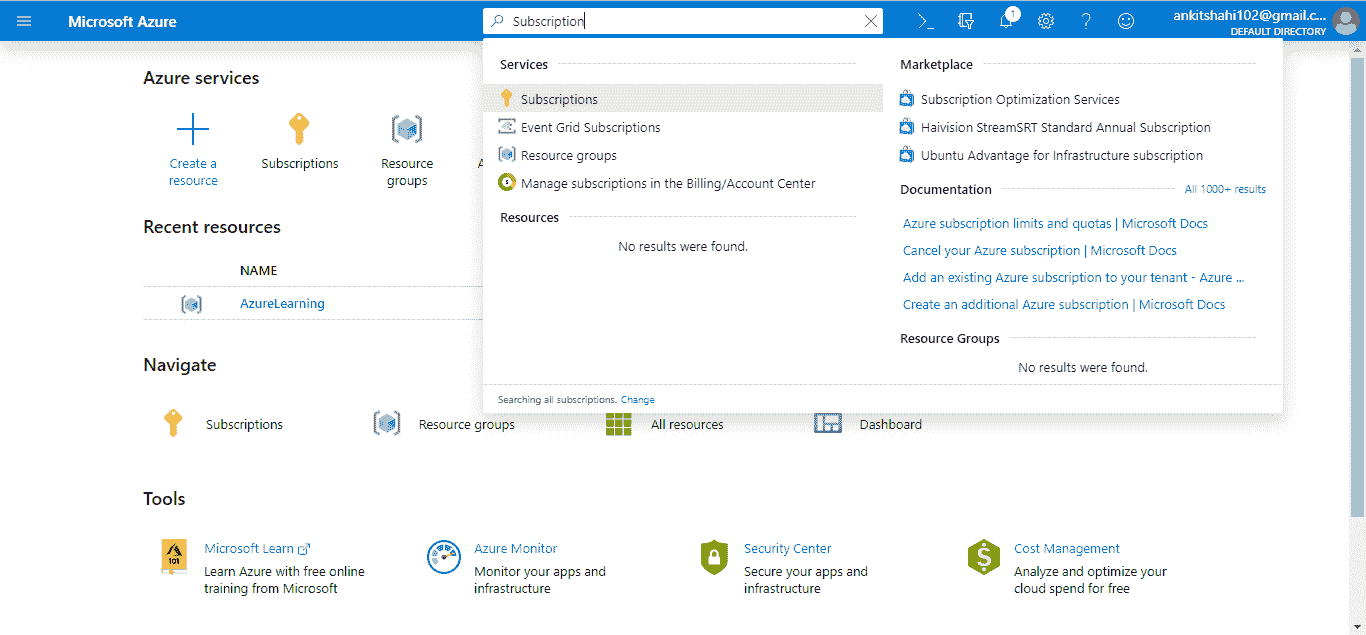 Microsoft Azure
Subscription
1
ankitshahi102@gmail.c...
DEFAULT DIRECTORY
Azure services
Create a
resource
Subscriptions
Resource
groups
A
Services
Subscriptions
Event Grid Subscriptions
Resource groups
Manage subscriptions in the Billing/Account Center
Resources
No results were found.
Marketplace
Subscription Optimization Services
Haivision StreamSRT Standard Annual Subscription
Ubuntu Advantage for Infrastructure subscription
Documentation
All 1000+ results
Azure subscription limits and quotas | Microsoft Docs
Cancel your Azure subscription | Microsoft Docs
Add an existing Azure subscription to your tenant - Azure ...
Create an additional Azure subscription | Microsoft Docs
Resource Groups
No results were found.
Searching all subscriptions. Change
Recent resources
NAME
AzureLearning
Navigate
Subscriptions
Resource groups
All resources
Dashboard
Tools
101
Microsoft Learn
Learn Azure with free online
training from Microsoft
Azure Monitor
Monitor your apps and
infrastructure
Security Center
Secure your apps and
infrastructure
$
Cost Management
Analyze and optimize your
cloud spend for free